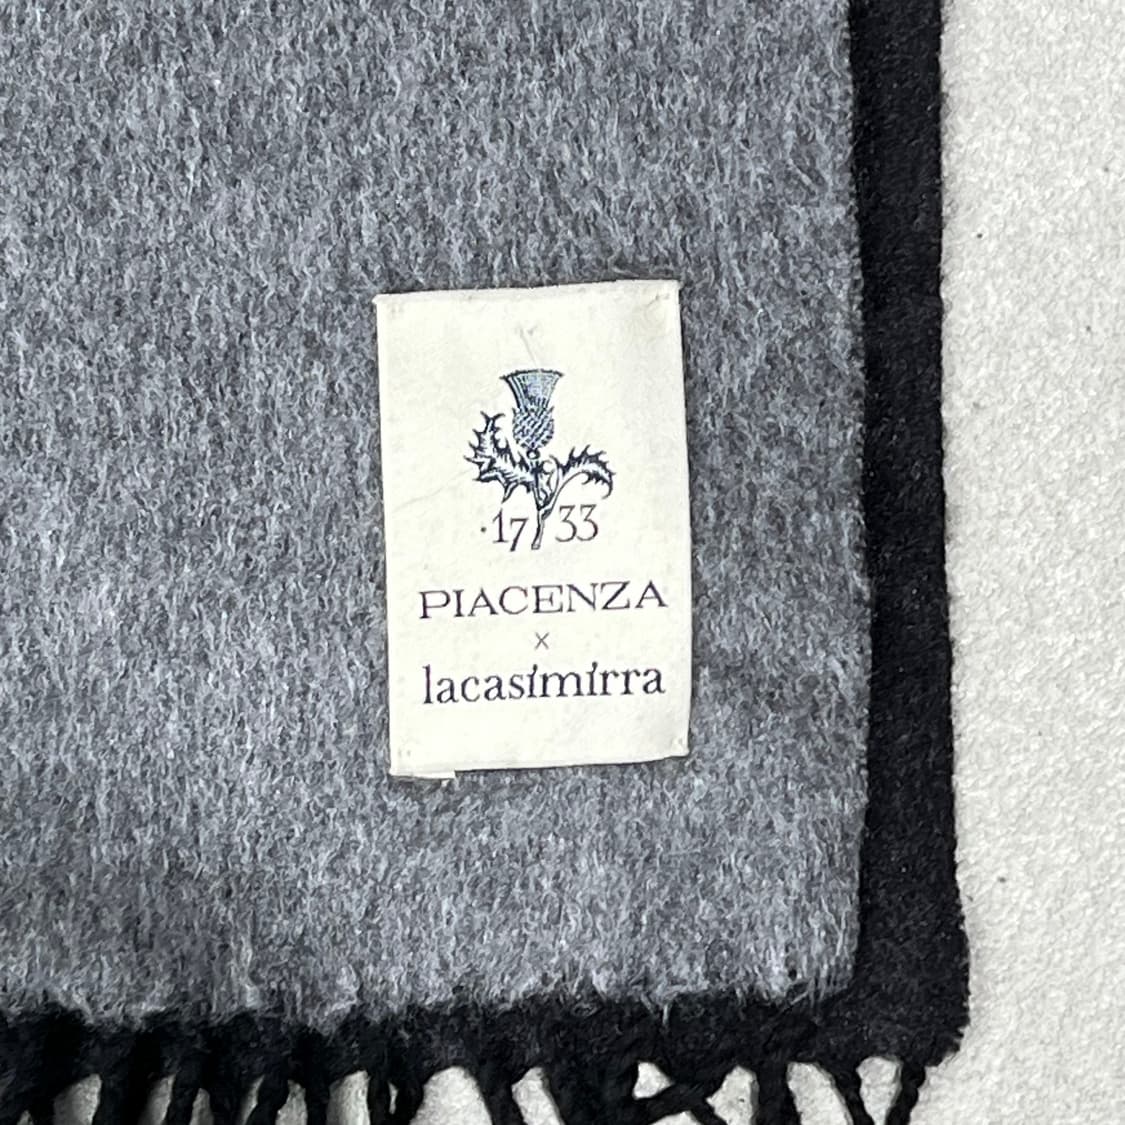 ·17 33
PIACENZA
x
lacasimirra